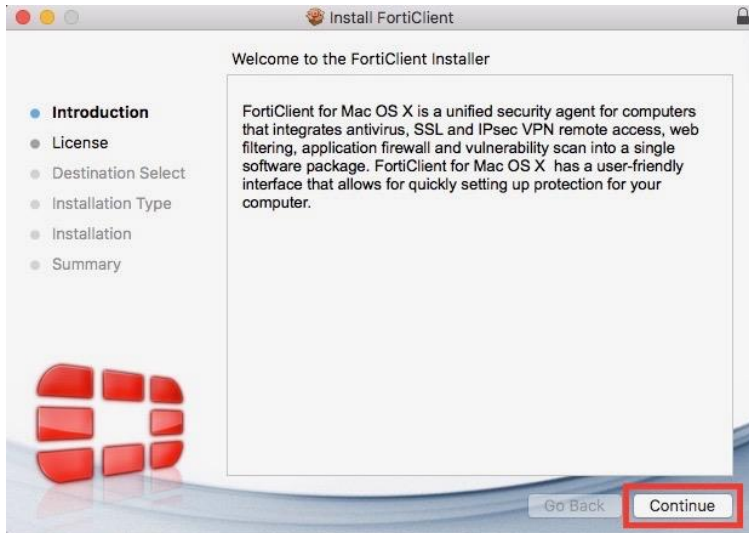 Install FortiClient
Welcome to the FortiClient Installer
Introduction
License
Destination Select
Installation Type
Installation
Summary
FortiClient for Mac OS X is a unified security agent for computers
that integrates antivirus, SSL and IPsec VPN remote access, web
filtering, application firewall and vulnerability scan into a single
software package. FortiClient for Mac OS X  has a user-friendly
interface that allows for quickly setting up protection for your
computer.
Go Back
Continue